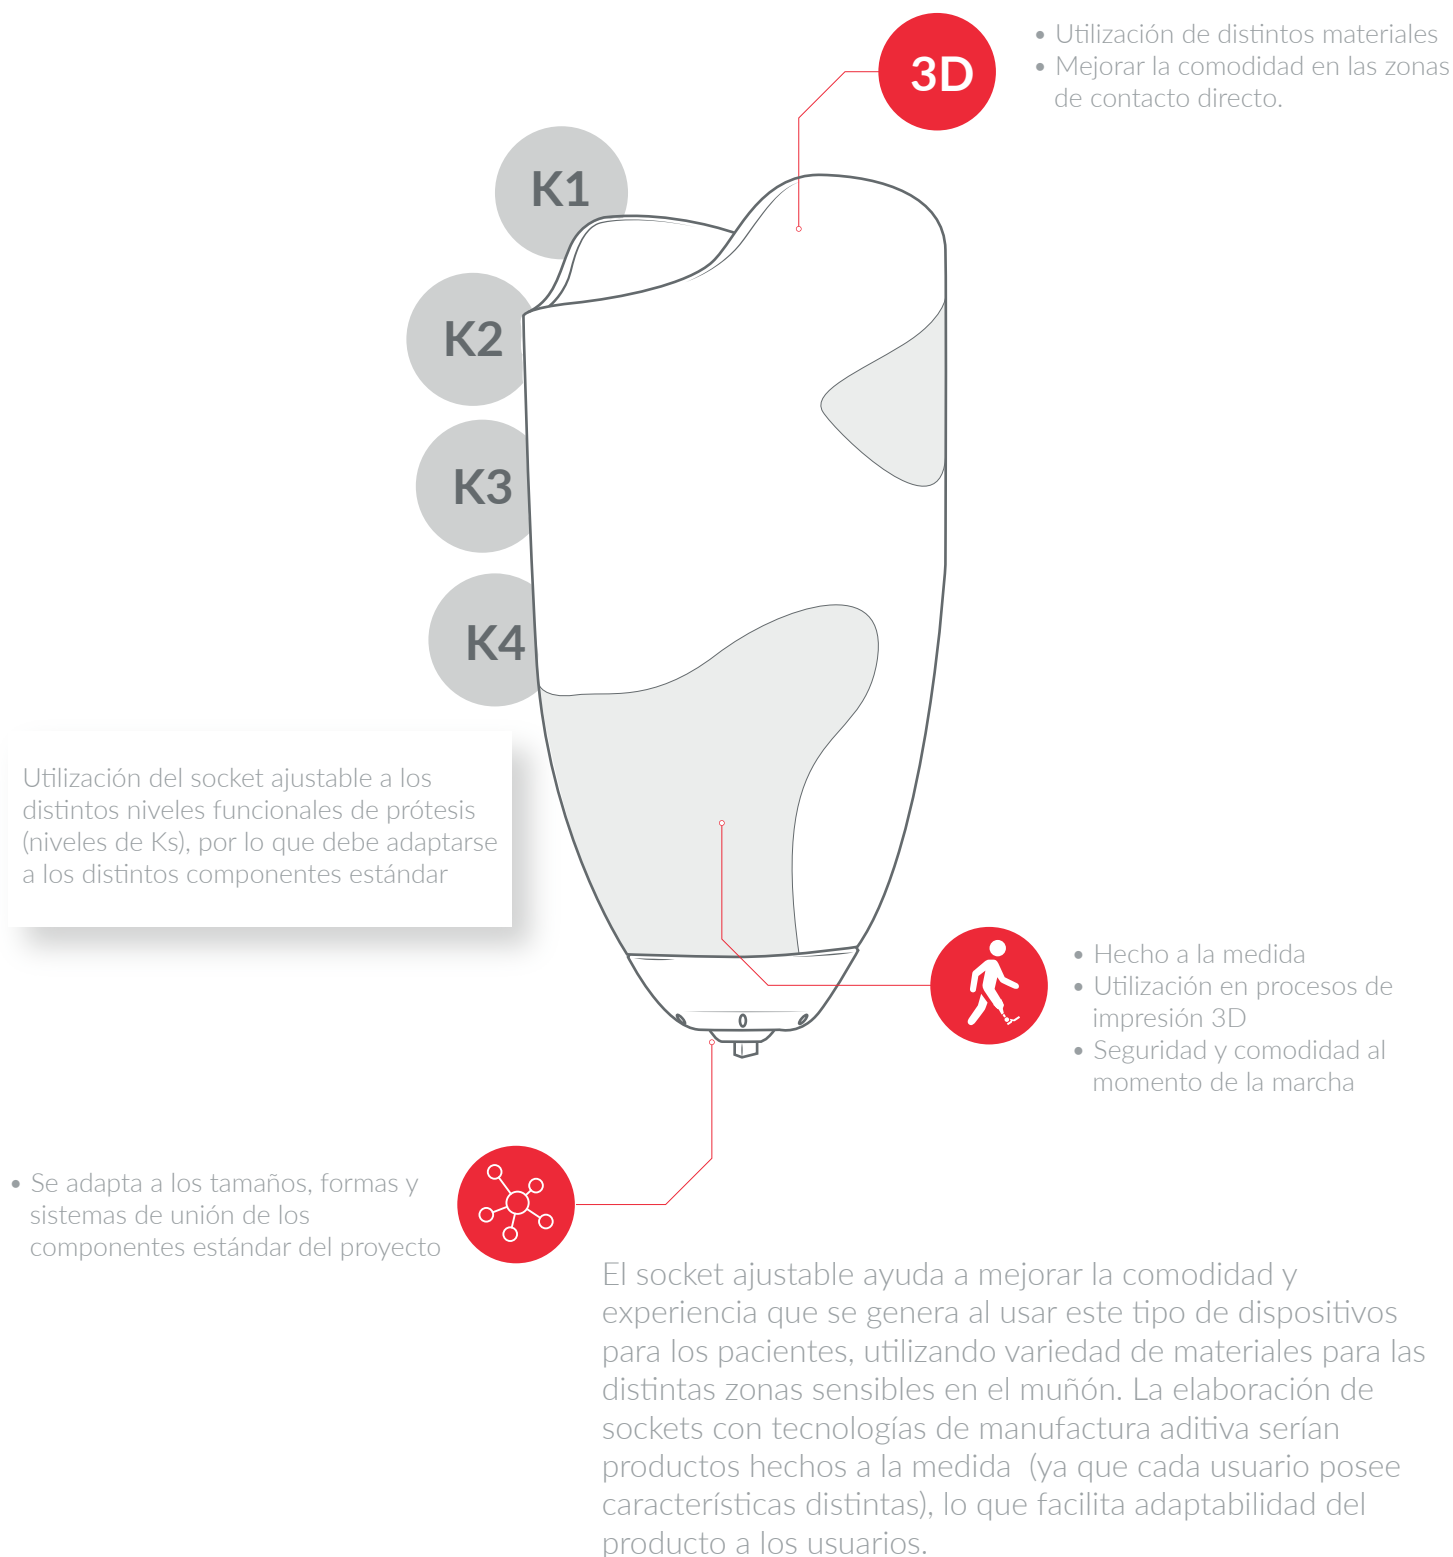 3D
• Utilización de distintos materiales
• Mejorar la comodidad en las zonas
de contacto directo.
K1
K2
K3
K4
Utilización del socket ajustable a los
distintos niveles funcionales de prótesis
(niveles de Ks), por lo que debe adaptarse
a los distintos componentes estándar
• Hecho a la medida
• Utilización en procesos de
impresión 3D
• Seguridad y comodidad al
momento de la marcha
• Se adapta a los tamaños, formas y
sistemas de unión de los
componentes estándar del proyecto
El socket ajustable ayuda a mejorar la comodidad y
experiencia que se genera al usar este tipo de dispositivos
para los pacientes, utilizando variedad de materiales para las
distintas zonas sensibles en el muñón. La elaboración de
sockets con tecnologías de manufactura aditiva serían
productos hechos a la medida (ya que cada usuario posee
características distintas), lo que facilita adaptabilidad del
producto a los usuarios.